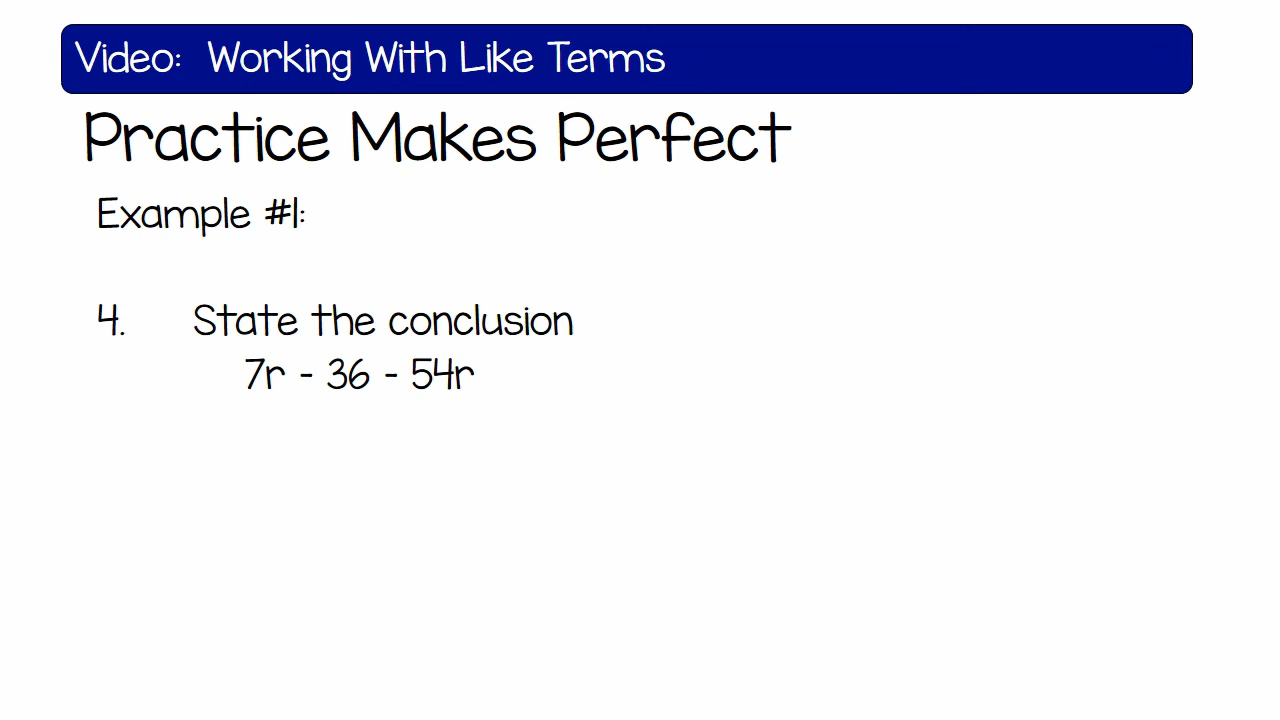 Video: Working With Like Terms
Practice Makes Perfect
Example #1:
4. State the conclusion
7r - 36 - 54r